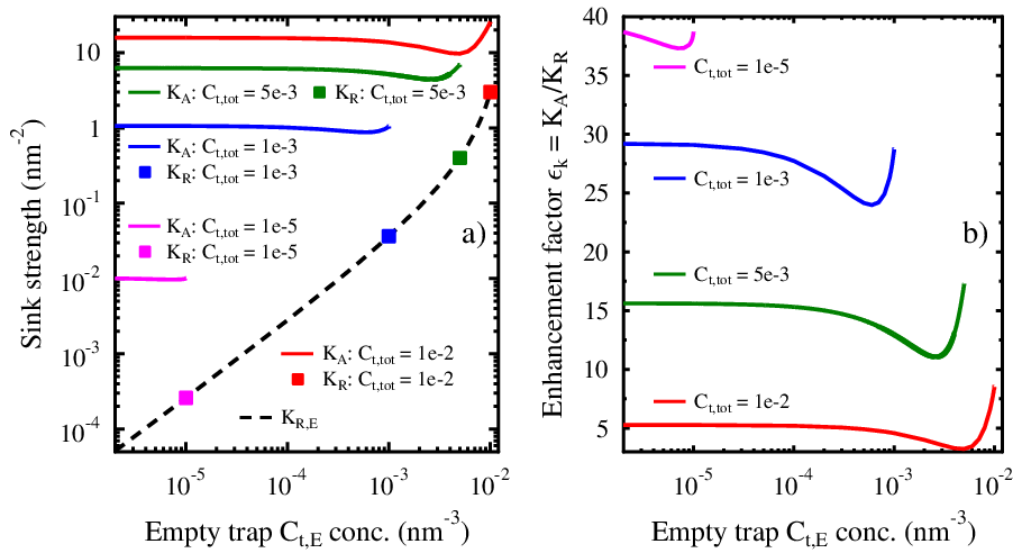 Sink strength (nm⁻²)
10
1
10⁻¹
10⁻²
10⁻³
10⁻⁴
K_A: C_t,tot = 5e-3
K_R: C_t,tot = 5e-3
K_A: C_t,tot = 1e-3
K_R: C_t,tot = 1e-3
K_A: C_t,tot = 1e-5
K_R: C_t,tot = 1e-5
a)
K_A: C_t,tot = 1e-2
K_R: C_t,tot = 1e-2
K_R,E
10⁻⁵ 10⁻⁴ 10⁻³ 10⁻²
Empty trap C_t,E conc. (nm⁻³)
Enhancement factor ϵ_k = K_A/K_R
40
35
30
25
20
15
10
5
C_t,tot = 1e-5
C_t,tot = 1e-3
b)
C_t,tot = 5e-3
C_t,tot = 1e-2
10⁻⁵ 10⁻⁴ 10⁻³ 10⁻²
Empty trap C_t,E conc. (nm⁻³)